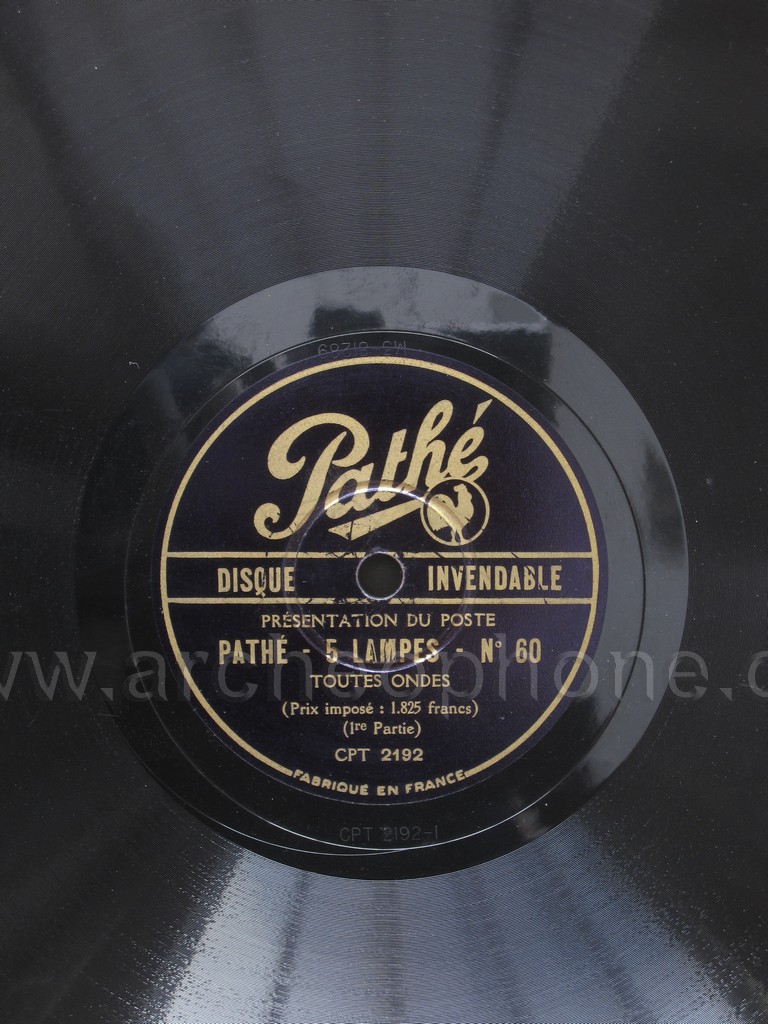 Pathé
DISQUE INVENDABLE
PRÉSENTATION DU POSTE
PATHÉ - 5 LAMPES - N° 60
TOUTES ONDES
(Prix imposé : 1.825 francs)
(1re Partie)
CPT 2192
FABRIQUÉ EN FRANCE
CPT 2192-1
www.archeophone.